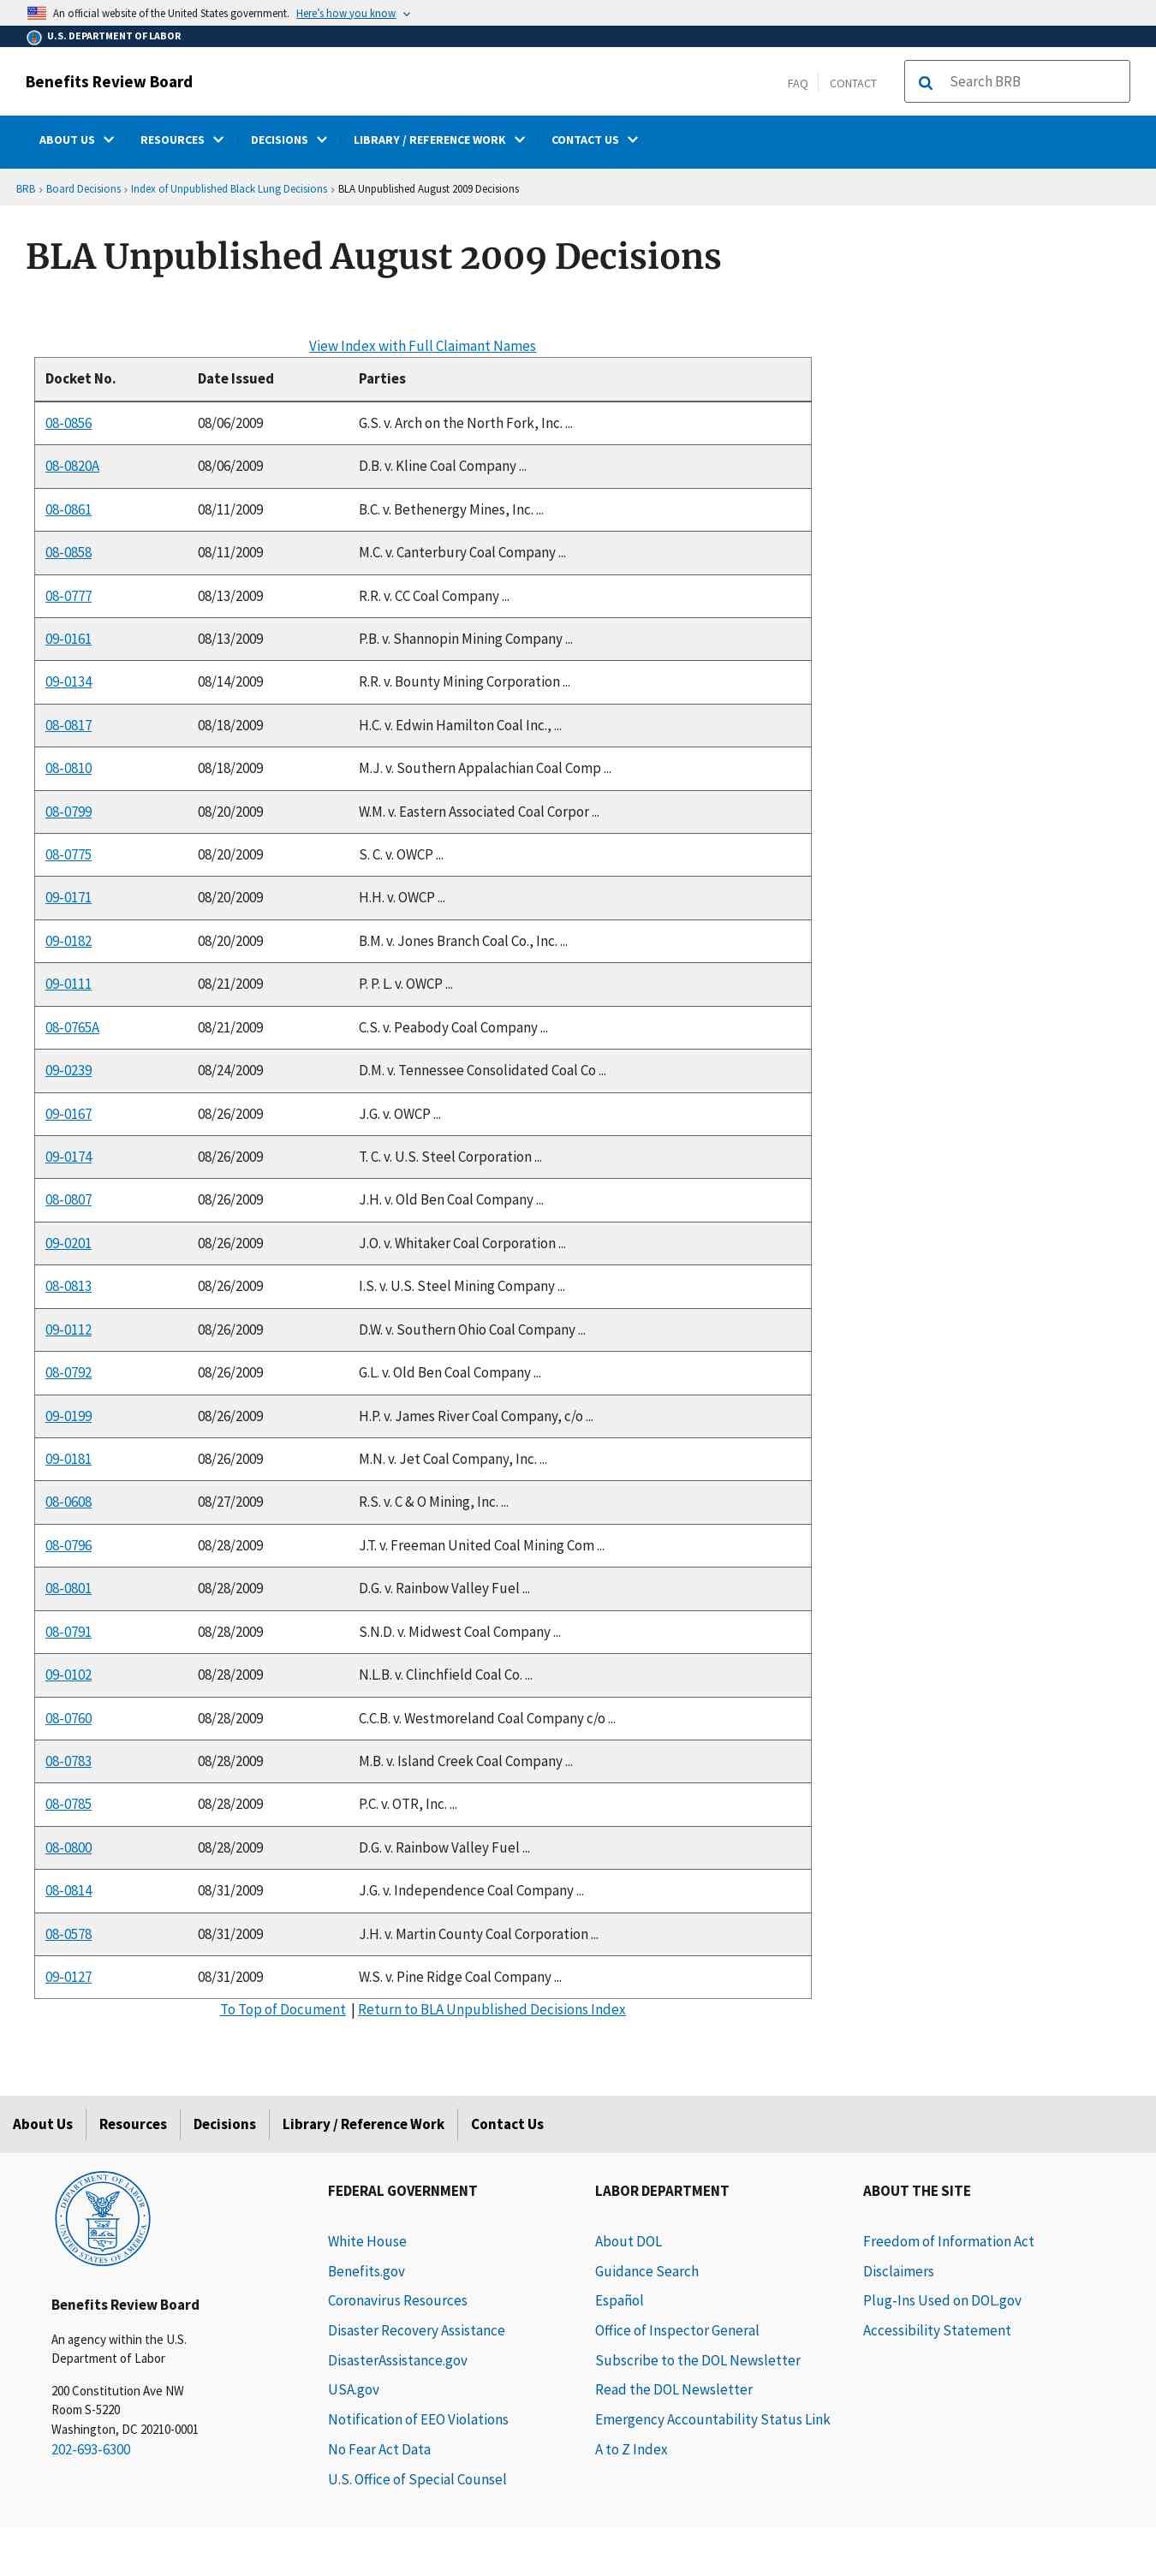 An official website of the United States government. Here's how you know
U.S. DEPARTMENT OF LABOR
Benefits Review Board
FAQ
CONTACT
Search BRB
ABOUT US
RESOURCES
DECISIONS
LIBRARY / REFERENCE WORK
CONTACT US
BRB › Board Decisions › Index of Unpublished Black Lung Decisions › BLA Unpublished August 2009 Decisions
BLA Unpublished August 2009 Decisions
View Index with Full Claimant Names
Docket No. Date Issued Parties
08-0856 08/06/2009 G.S. v. Arch on the North Fork, Inc. ...
08-0820A 08/06/2009 D.B. v. Kline Coal Company ...
08-0861 08/11/2009 B.C. v. Bethenergy Mines, Inc. ...
08-0858 08/11/2009 M.C. v. Canterbury Coal Company ...
08-0777 08/13/2009 R.R. v. CC Coal Company ...
09-0161 08/13/2009 P.B. v. Shannopin Mining Company ...
09-0134 08/14/2009 R.R. v. Bounty Mining Corporation ...
08-0817 08/18/2009 H.C. v. Edwin Hamilton Coal Inc., ...
08-0810 08/18/2009 M.J. v. Southern Appalachian Coal Comp ...
08-0799 08/20/2009 W.M. v. Eastern Associated Coal Corpor ...
08-0775 08/20/2009 S. C. v. OWCP ...
09-0171 08/20/2009 H.H. v. OWCP ...
09-0182 08/20/2009 B.M. v. Jones Branch Coal Co., Inc. ...
09-0111 08/21/2009 P. P. L. v. OWCP ...
08-0765A 08/21/2009 C.S. v. Peabody Coal Company ...
09-0239 08/24/2009 D.M. v. Tennessee Consolidated Coal Co ...
09-0167 08/26/2009 J.G. v. OWCP ...
09-0174 08/26/2009 T. C. v. U.S. Steel Corporation ...
08-0807 08/26/2009 J.H. v. Old Ben Coal Company ...
09-0201 08/26/2009 J.O. v. Whitaker Coal Corporation ...
08-0813 08/26/2009 I.S. v. U.S. Steel Mining Company ...
09-0112 08/26/2009 D.W. v. Southern Ohio Coal Company ...
08-0792 08/26/2009 G.L. v. Old Ben Coal Company ...
09-0199 08/26/2009 H.P. v. James River Coal Company, c/o ...
09-0181 08/26/2009 M.N. v. Jet Coal Company, Inc. ...
08-0608 08/27/2009 R.S. v. C & O Mining, Inc. ...
08-0796 08/28/2009 J.T. v. Freeman United Coal Mining Com ...
08-0801 08/28/2009 D.G. v. Rainbow Valley Fuel ...
08-0791 08/28/2009 S.N.D. v. Midwest Coal Company ...
09-0102 08/28/2009 N.L.B. v. Clinchfield Coal Co. ...
08-0760 08/28/2009 C.C.B. v. Westmoreland Coal Company c/o ...
08-0783 08/28/2009 M.B. v. Island Creek Coal Company ...
08-0785 08/28/2009 P.C. v. OTR, Inc. ...
08-0800 08/28/2009 D.G. v. Rainbow Valley Fuel ...
08-0814 08/31/2009 J.G. v. Independence Coal Company ...
08-0578 08/31/2009 J.H. v. Martin County Coal Corporation ...
09-0127 08/31/2009 W.S. v. Pine Ridge Coal Company ...
To Top of Document | Return to BLA Unpublished Decisions Index
About Us
Resources
Decisions
Library / Reference Work
Contact Us
DEPARTMENT OF LABOR
UNITED STATES OF AMERICA
Benefits Review Board
An agency within the U.S.
Department of Labor
200 Constitution Ave NW
Room S-5220
Washington, DC 20210-0001
202-693-6300
FEDERAL GOVERNMENT
White House
Benefits.gov
Coronavirus Resources
Disaster Recovery Assistance
DisasterAssistance.gov
USA.gov
Notification of EEO Violations
No Fear Act Data
U.S. Office of Special Counsel
LABOR DEPARTMENT
About DOL
Guidance Search
Español
Office of Inspector General
Subscribe to the DOL Newsletter
Read the DOL Newsletter
Emergency Accountability Status Link
A to Z Index
ABOUT THE SITE
Freedom of Information Act
Disclaimers
Plug-Ins Used on DOL.gov
Accessibility Statement